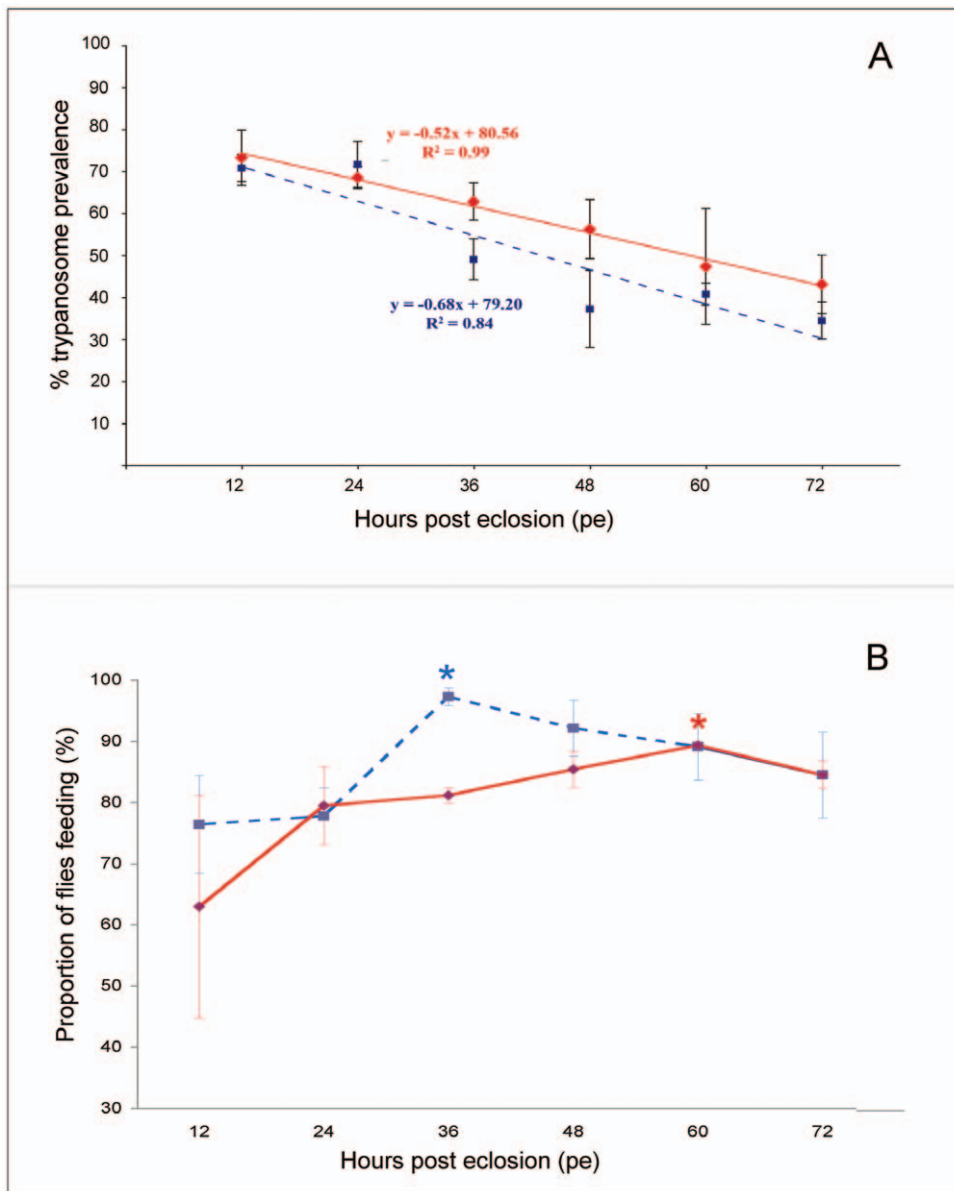 A
100
90
80
70
60
50
40
30
20
10
% trypanosome prevalence
y = -0.52x + 80.56
R² = 0.99
y = -0.68x + 79.20
R² = 0.84
12 24 36 48 60 72
Hours post eclosion (pe)
B
100
90
80
70
60
50
40
30
Proportion of flies feeding (%)
*
*
12 24 36 48 60 72
Hours post eclosion (pe)